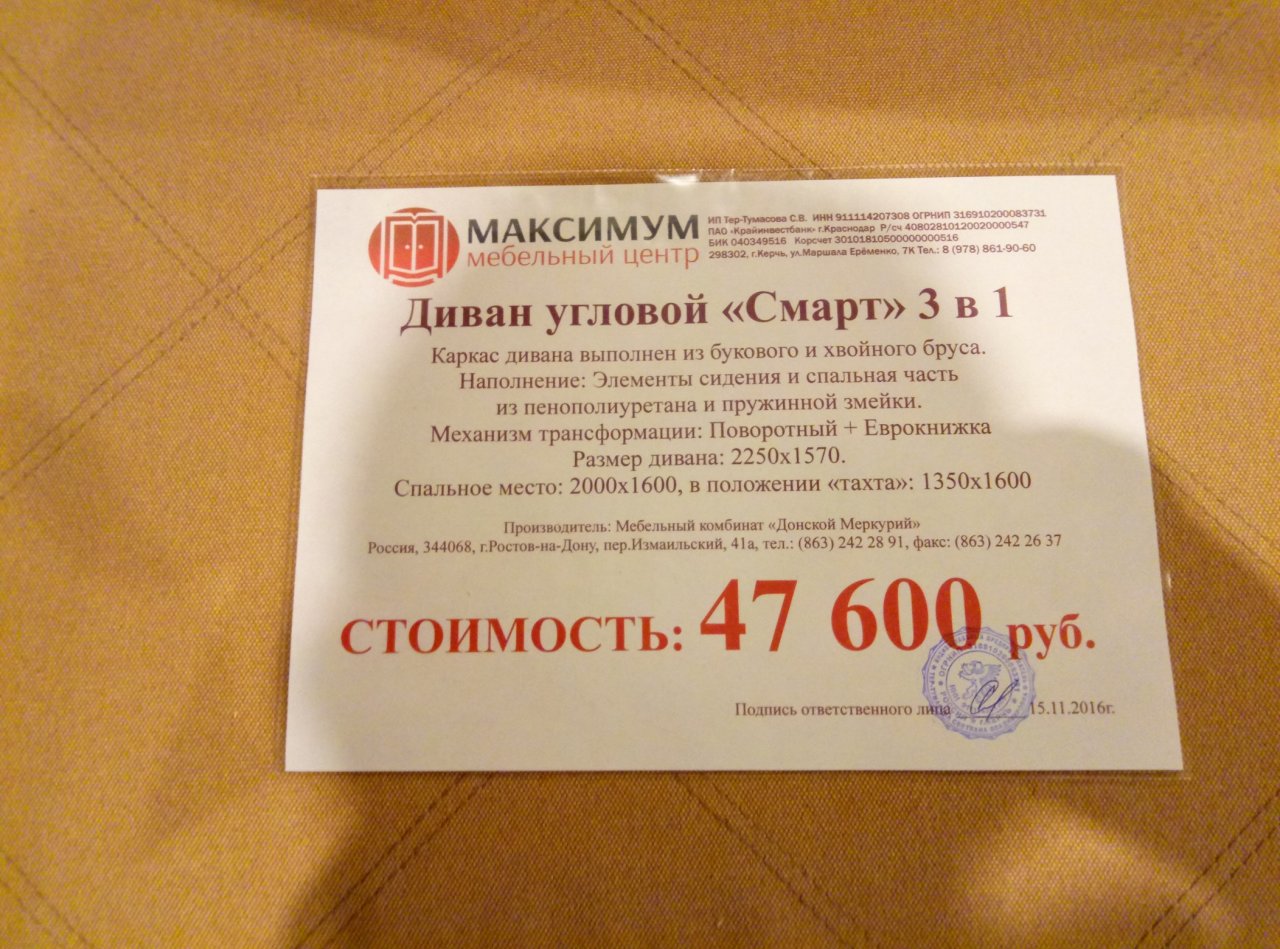 МАКСИМУМ
мебельный центр
ИП Тер-Тумасова С.В. ИНН 911114207308 ОГРНИП 316910200083731
ПАО «Крайинвестбанк» г.Краснодар Р/сч 40802810120020000547
БИК 040349516 Корсчет 30101810500000000516
298302, г.Керчь, ул.Маршала Ерёменко, 7К Тел.: 8 (978) 861-90-60
Диван угловой «Смарт» 3 в 1
Каркас дивана выполнен из букового и хвойного бруса.
Наполнение: Элементы сидения и спальная часть
из пенополиуретана и пружинной змейки.
Механизм трансформации: Поворотный + Еврокнижка
Размер дивана: 2250х1570.
Спальное место: 2000х1600, в положении «тахта»: 1350х1600
Производитель: Мебельный комбинат «Донской Меркурий»
Россия, 344068, г.Ростов-на-Дону, пер.Измаильский, 41а, тел.: (863) 242 28 91, факс: (863) 242 26 37
СТОИМОСТЬ: 47 600 руб.
Подпись ответственного лица 15.11.2016г.